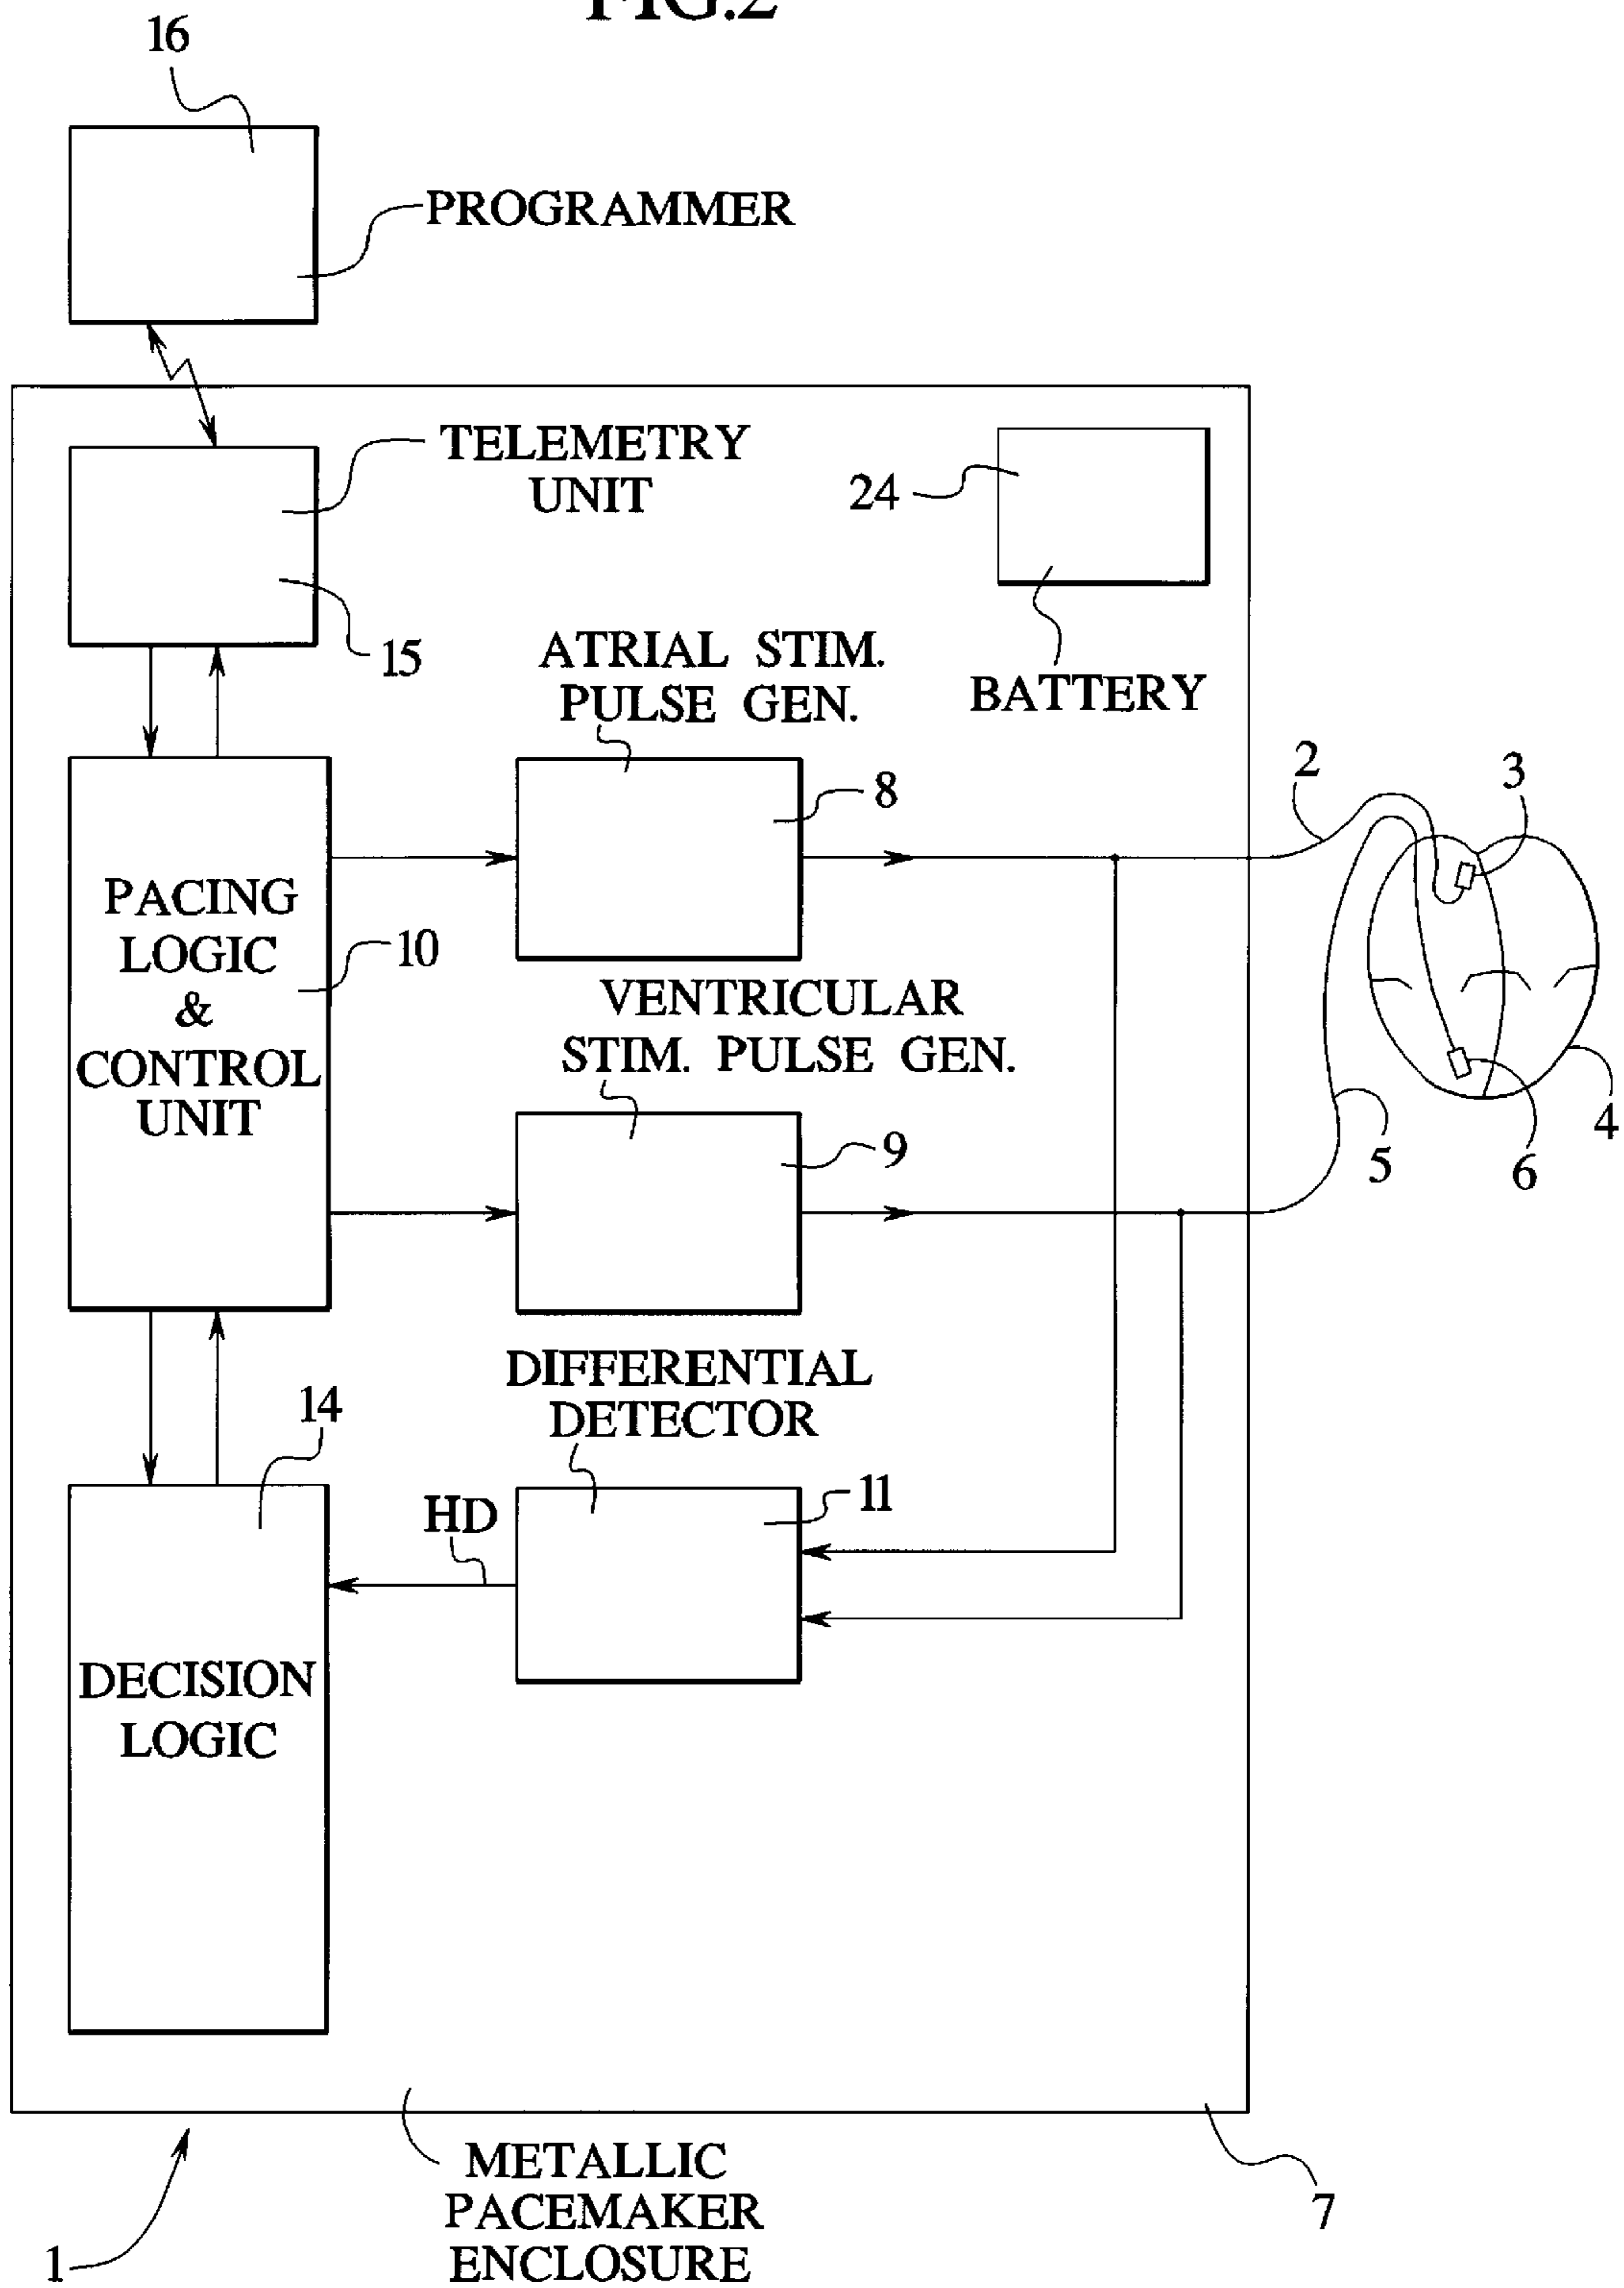 FIG.2
16
PROGRAMMER
TELEMETRY
UNIT
24
15
ATRIAL STIM.
PULSE GEN.
BATTERY
2
3
8
PACING
LOGIC
&
CONTROL
UNIT
10
VENTRICULAR
STIM. PULSE GEN.
4
9
5
6
DIFFERENTIAL
DETECTOR
14
HD
11
DECISION
LOGIC
METALLIC
PACEMAKER
ENCLOSURE
7
1